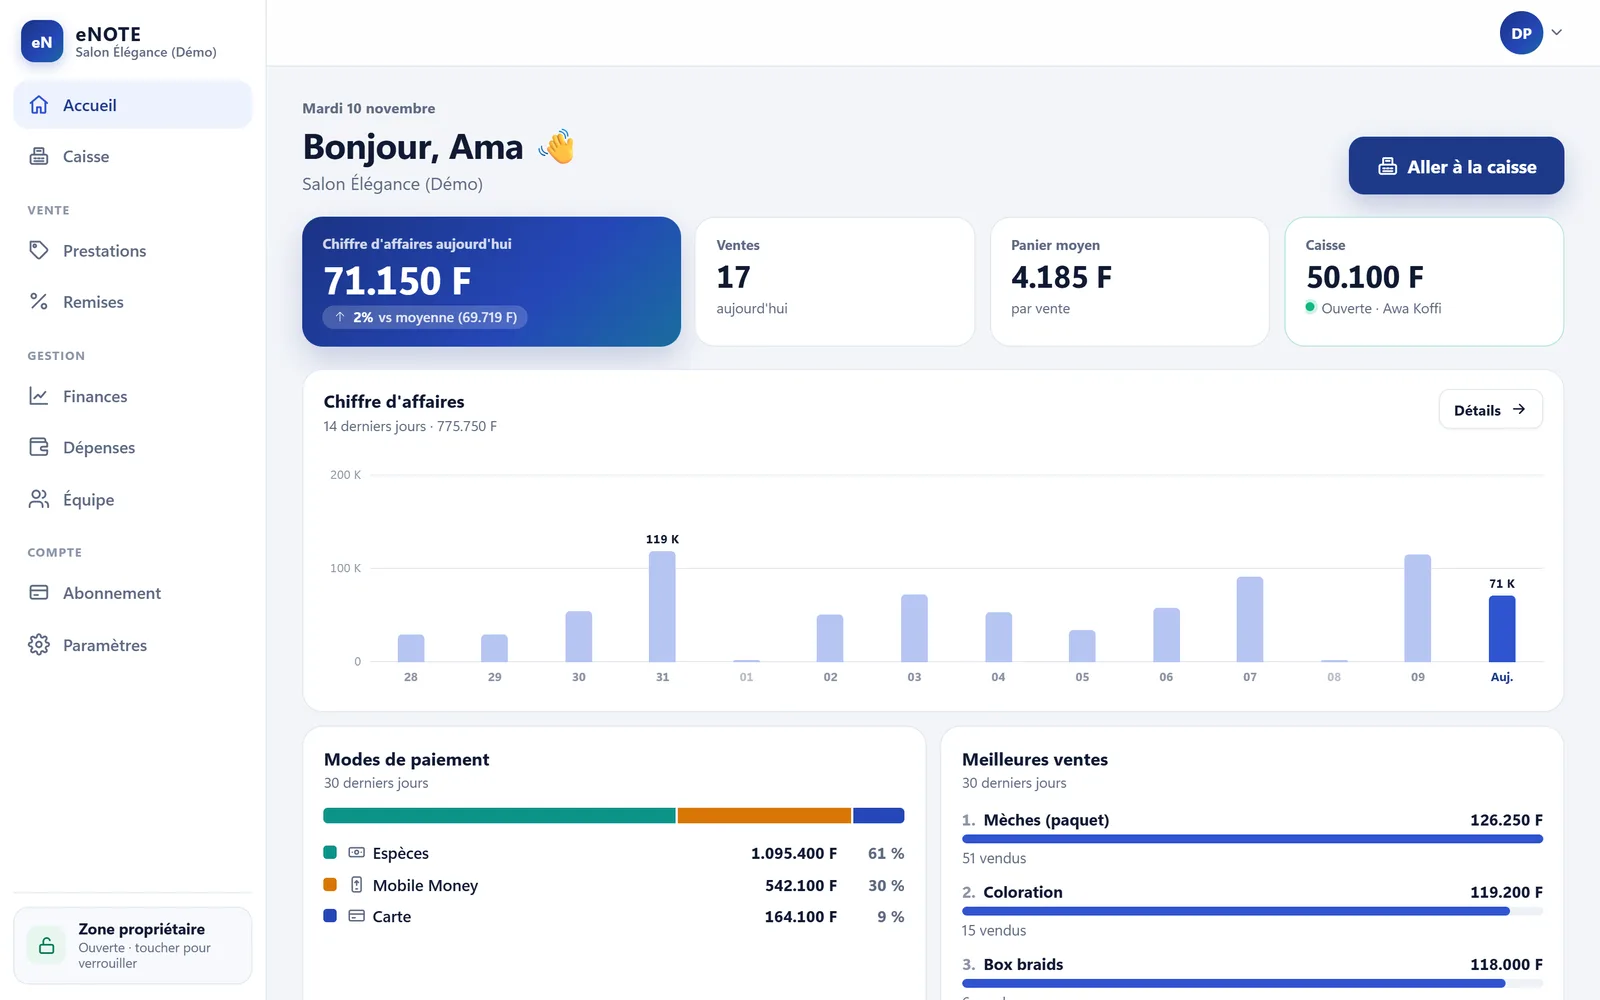 eN
eNOTE
Salon Élégance (Démo)
Accueil
Caisse
VENTE
Prestations
Remises
GESTION
Finances
Dépenses
Équipe
COMPTE
Abonnement
Paramètres
Zone propriétaire
Ouverte · toucher pour
verrouiller
DP
Mardi 10 novembre
Bonjour, Ama 👋
Salon Élégance (Démo)
Aller à la caisse
Chiffre d'affaires aujourd'hui
71.150 F
↑ 2% vs moyenne (69.719 F)
Ventes
17
aujourd'hui
Panier moyen
4.185 F
par vente
Caisse
50.100 F
Ouverte · Awa Koffi
Chiffre d'affaires
14 derniers jours · 775.750 F
Détails →
200 K
100 K
0
119 K
71 K
28 29 30 31 01 02 03 04 05 06 07 08 09 Auj.
Modes de paiement
30 derniers jours
Espèces 1.095.400 F 61 %
Mobile Money 542.100 F 30 %
Carte 164.100 F 9 %
Meilleures ventes
30 derniers jours
1. Mèches (paquet) 126.250 F
51 vendus
2. Coloration 119.200 F
15 vendus
3. Box braids 118.000 F